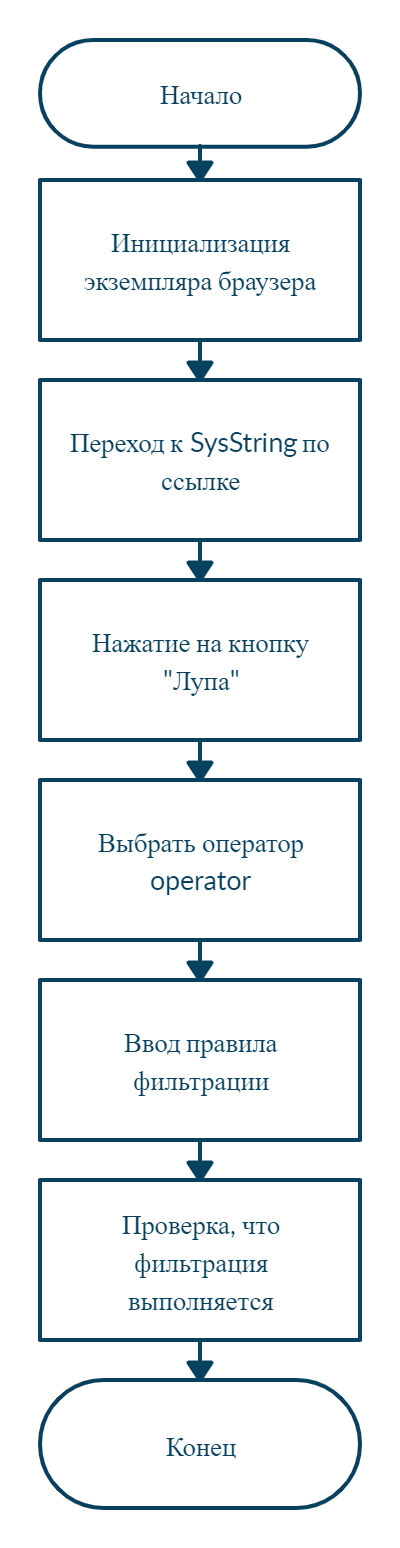 Начало
Инициализация
экземпляра браузера
Переход к SysString по
ссылке
Нажатие на кнопку
"Лупа"
Выбрать оператор
operator
Ввод правила
фильтрации
Проверка, что
фильтрация
выполняется
Конец